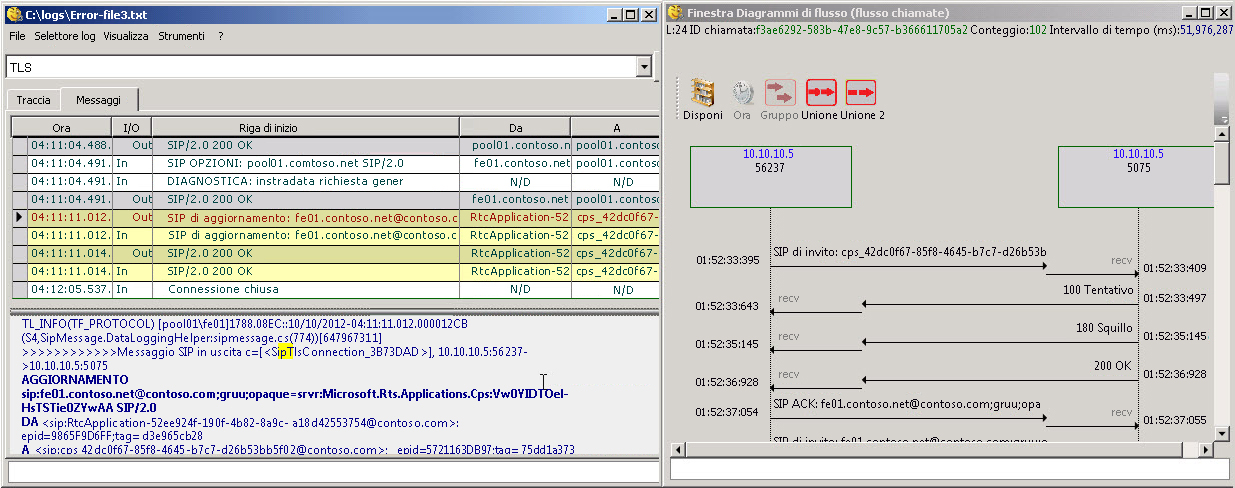 C:\logs\Error-file3.txt
File Selettore log Visualizza Strumenti ?
TLS
Traccia Messaggi
Ora I/O Riga di inizio Da A
04:11:04.488. Out SIP/2.0 200 OK pool01.contoso.n pool01.contoso
04:11:04.491. In SIP OPZIONI: pool01.comtoso.net SIP/2.0 fe01.contoso.net pool01.contoso
04:11:04.491. In DIAGNOSTICA: instradata richiesta gener N/D N/D
04:11:04.491. Out SIP/2.0 200 OK fe01.contoso.net pool01.contoso
04:11:11.012. Out SIP di aggiornamento: fe01.contoso.net@contoso.c RtcApplication-52 cps_42dc0f67-
04:11:11.012. In SIP di aggiornamento: fe01.contoso.net@contoso.c RtcApplication-52 cps_42dc0f67-
04:11:11.014. Out SIP/2.0 200 OK RtcApplication-52 cps_42dc0f67-
04:11:11.014. In SIP/2.0 200 OK RtcApplication-52 cps_42dc0f67-
04:12:05.537. In Connessione chiusa N/D N/D
TL_INFO(TF_PROTOCOL) [pool01\fe01]1788.08EC::10/10/2012-04:11:11.012.000012CB
(S4,SipMessage.DataLoggingHelper:sipmessage.cs(774))[647967311]
>>>>>>>>>>>>Messaggio SIP in uscita c=[<SipTlsConnection_3B73DAD>], 10.10.10.5:56237-
>10.10.10.5:5075
AGGIORNAMENTO
sip:fe01.contoso.net@contoso.com;gruu;opaque=srvr:Microsoft.Rts.Applications.Cps:Vw0YIDTOeI-
HsTSTie0ZYwAA SIP/2.0
DA <sip:RtcApplication-52ee924f-190f-4b82-8a9c- a18d42553754@contoso.com>:
epid=9865F9D6FF;tag= d3e965cb28
A <sip:cps 42dc0f67-85f8-4645-b7c7-d26b53bb5f02@contoso.com>: epid=5721163DB97;tag= 75dd1a373
Finestra Diagrammi di flusso (flusso chiamate)
L:24 ID chiamata:f3ae6292-583b-47e8-9c57-b366611705a2 Conteggio:102 Intervallo di tempo (ms):51,976,287
Disponi Ora Gruppo Unione Unione 2
10.10.10.5
56237
10.10.10.5
5075
01:52:33:395 SIP di invito: cps_42dc0f67-85f8-4645-b7c7-d26b53b recv 01:52:33:409
01:52:33:643 recv 100 Tentativo 01:52:33:497
01:52:35:145 recv 180 Squillo 01:52:35:145
01:52:36:928 recv 200 OK 01:52:36:928
01:52:37:054 SIP ACK: fe01.contoso.net@contoso.com;gruu;opa recv 01:52:37:055
SIP di invito: fe01.contoso.net@contoso.com;gruu;o